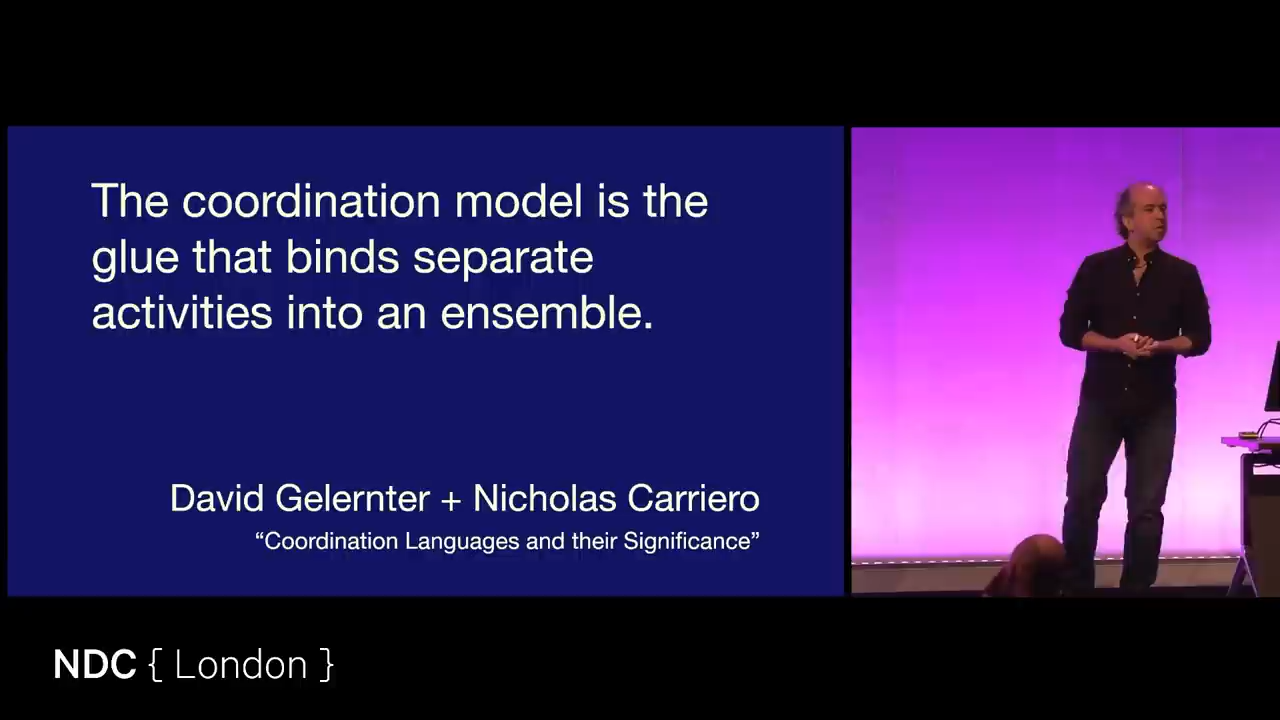 The coordination model is the
glue that binds separate
activities into an ensemble.
David Gelernter + Nicholas Carriero
“Coordination Languages and their Significance”
NDC { London }